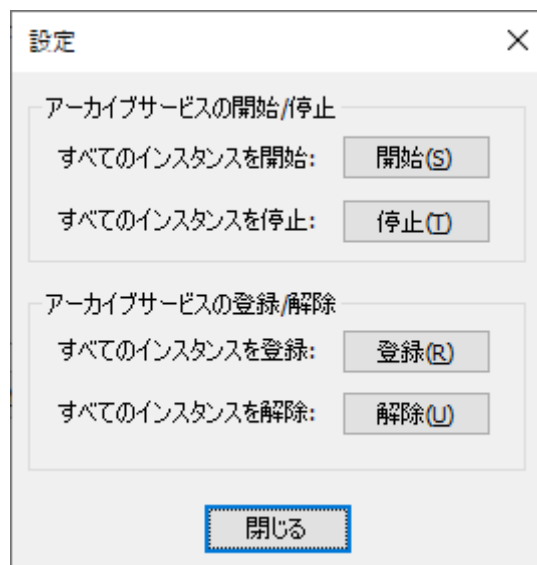 設定
アーカイブサービスの開始/停止
すべてのインスタンスを開始: 開始(S)
すべてのインスタンスを停止: 停止(T)
アーカイブサービスの登録/解除
すべてのインスタンスを登録: 登録(R)
すべてのインスタンスを解除: 解除(U)
閉じる